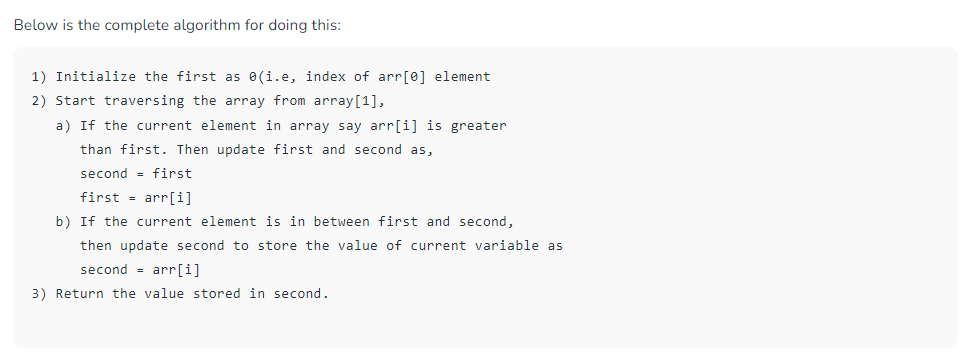 Below is the complete algorithm for doing this:
1) Initialize the first as 0(i.e, index of arr[0] element
2) Start traversing the array from array[1],
a) If the current element in array say arr[i] is greater
than first. Then update first and second as,
second = first
first = arr[i]
b) If the current element is in between first and second,
then update second to store the value of current variable as
second = arr[i]
3) Return the value stored in second.